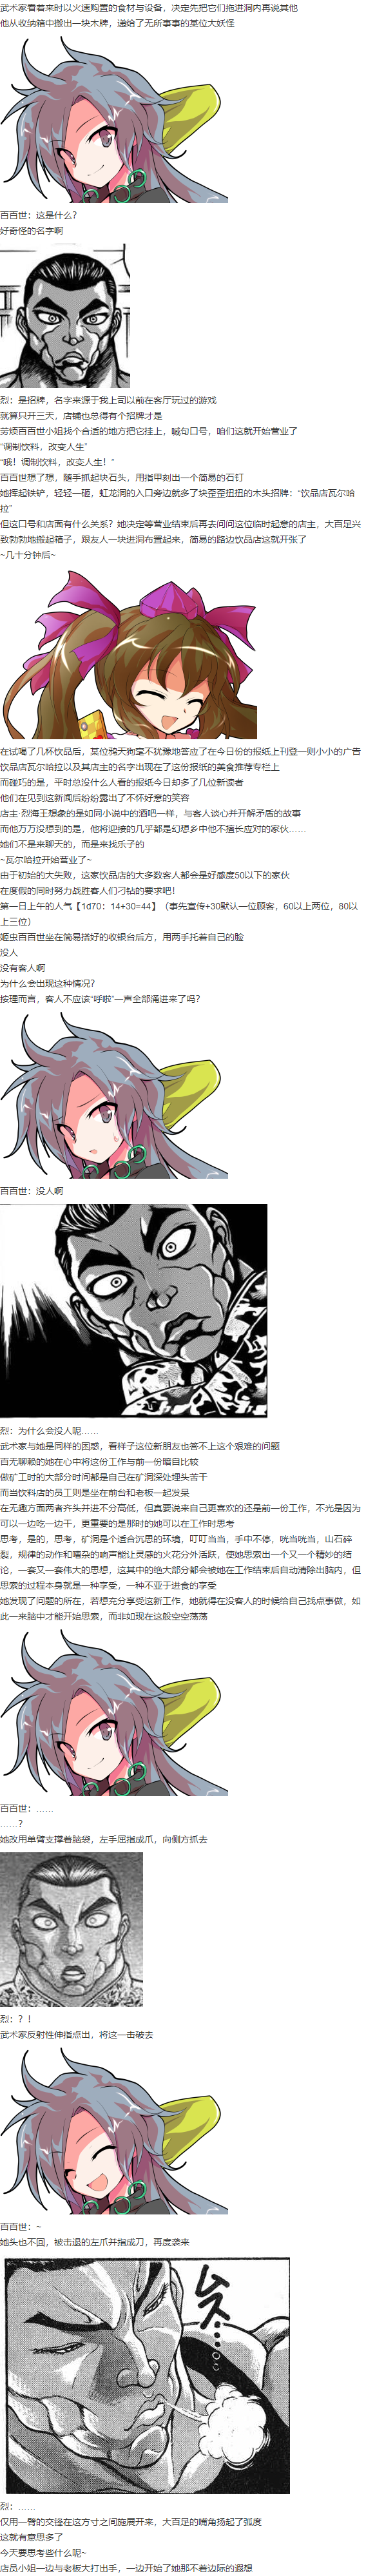 武术家看着来时以火速购置的食材与设备，决定先把它们拖进洞内再说其他
他从收纳箱中搬出一块木牌，递给了无所事事的某位大妖怪
百百世：这是什么？
好奇怪的名字啊
烈：是招牌，名字来源于我上司以前在客厅玩过的游戏
就算只开三天，店铺也总得有个招牌才是
劳烦百百世小姐找个合适的地方把它挂上，喊句口号，咱们这就开始营业了
“调制饮料，改变人生”
“哦！调制饮料，改变人生！”
百百世想了想，随手抓起块石头，用指甲刻出一个简易的石钉
她挥起铁铲，轻轻一砸，虹龙洞的入口旁边就多了块歪歪扭扭的木头招牌：“饮品店瓦尔哈
拉”
但这口号和店面有什么关系？她决定等营业结束后再去问问这位临时起意的店主，大百足兴
致勃勃地搬起箱子，跟友人一块进洞布置起来，简易的路边饮品店这就开张了
~几十分钟后~
在试喝了几杯饮品后，某位鸦天狗毫不犹豫地答应了在今日份的报纸上刊登一则小小的广告
饮品店瓦尔哈拉以及其店主的名字出现在了这份报纸的美食推荐专栏上
而碰巧的是，平时总没什么人看的报纸今日却多了几位新读者
他们在见到这新闻后纷纷露出了不怀好意的笑容
店主·烈海王想象的是如同小说中的酒吧一样，与客人谈心并开解矛盾的故事
而他万万没想到的是，他将迎接的几乎都是幻想乡中他不擅长应对的家伙……
她们不是来聊天的，而是来找乐子的
~瓦尔哈拉开始营业了~
由于初始的大失败，这家饮品店的大多数客人都会是好感度50以下的家伙
在度假的同时努力战胜客人们刁钻的要求吧！
第一日上午的人气【1d70：14+30=44】（事先宣传+30默认一位顾客，60以上两位，80以
上三位）
姬虫百百世坐在简易搭好的收银台后方，用两手托着自己的脸
没人
没有客人啊
为什么会出现这种情况？
按理而言，客人不应该“呼啦”一声全部涌进来了吗？
百百世：没人啊
烈：为什么会没人呢……
武术家与她是同样的困惑，看样子这位新朋友也答不上这个艰难的问题
百无聊赖的她在心中将这份工作与前一份暗自比较
做矿工时的大部分时间都是自己在矿洞深处埋头苦干
而当饮料店的员工则是坐在前台和老板一起发呆
在无趣方面两者齐头并进不分高低，但真要说来自己更喜欢的还是前一份工作，不光是因为
可以一边吃一边干，更重要的是那时的她可以在工作时思考
思考，是的，思考，矿洞是个适合沉思的环境，叮叮当当，手中不停，咣当咣当，山石碎
裂，规律的动作和嘈杂的响声能让灵感的火花分外活跃，便她思索出一个又一个精妙的结
论，一套又一套伟大的思想，这其中的绝大部分都会被她在工作结束后自动清除出脑内，但
思索的过程本身就是一种享受，一种不亚于进食的享受
她发现了问题的所在，若想充分享受这新工作，她就得在没客人的时候给自己找点事做，如
此一来脑中才能开始思索，而非如现在这般空空荡荡
百百世：……
……？
她改用单臂支撑着脑袋，左手屈指成爪，向侧方抓去
烈：？！
武术家反射性伸指点出，将这一击破去
百百世：~
她头也不回，被击退的左爪并指成刀，再度袭来
ムス……
烈：……
仅用一臂的交锋在这方寸之间施展开来，大百足的嘴角扬起了弧度
这就有意思多了
今天要思考些什么呢~
店员小姐一边与老板大打出手，一边开始了她那不着边际的遐想